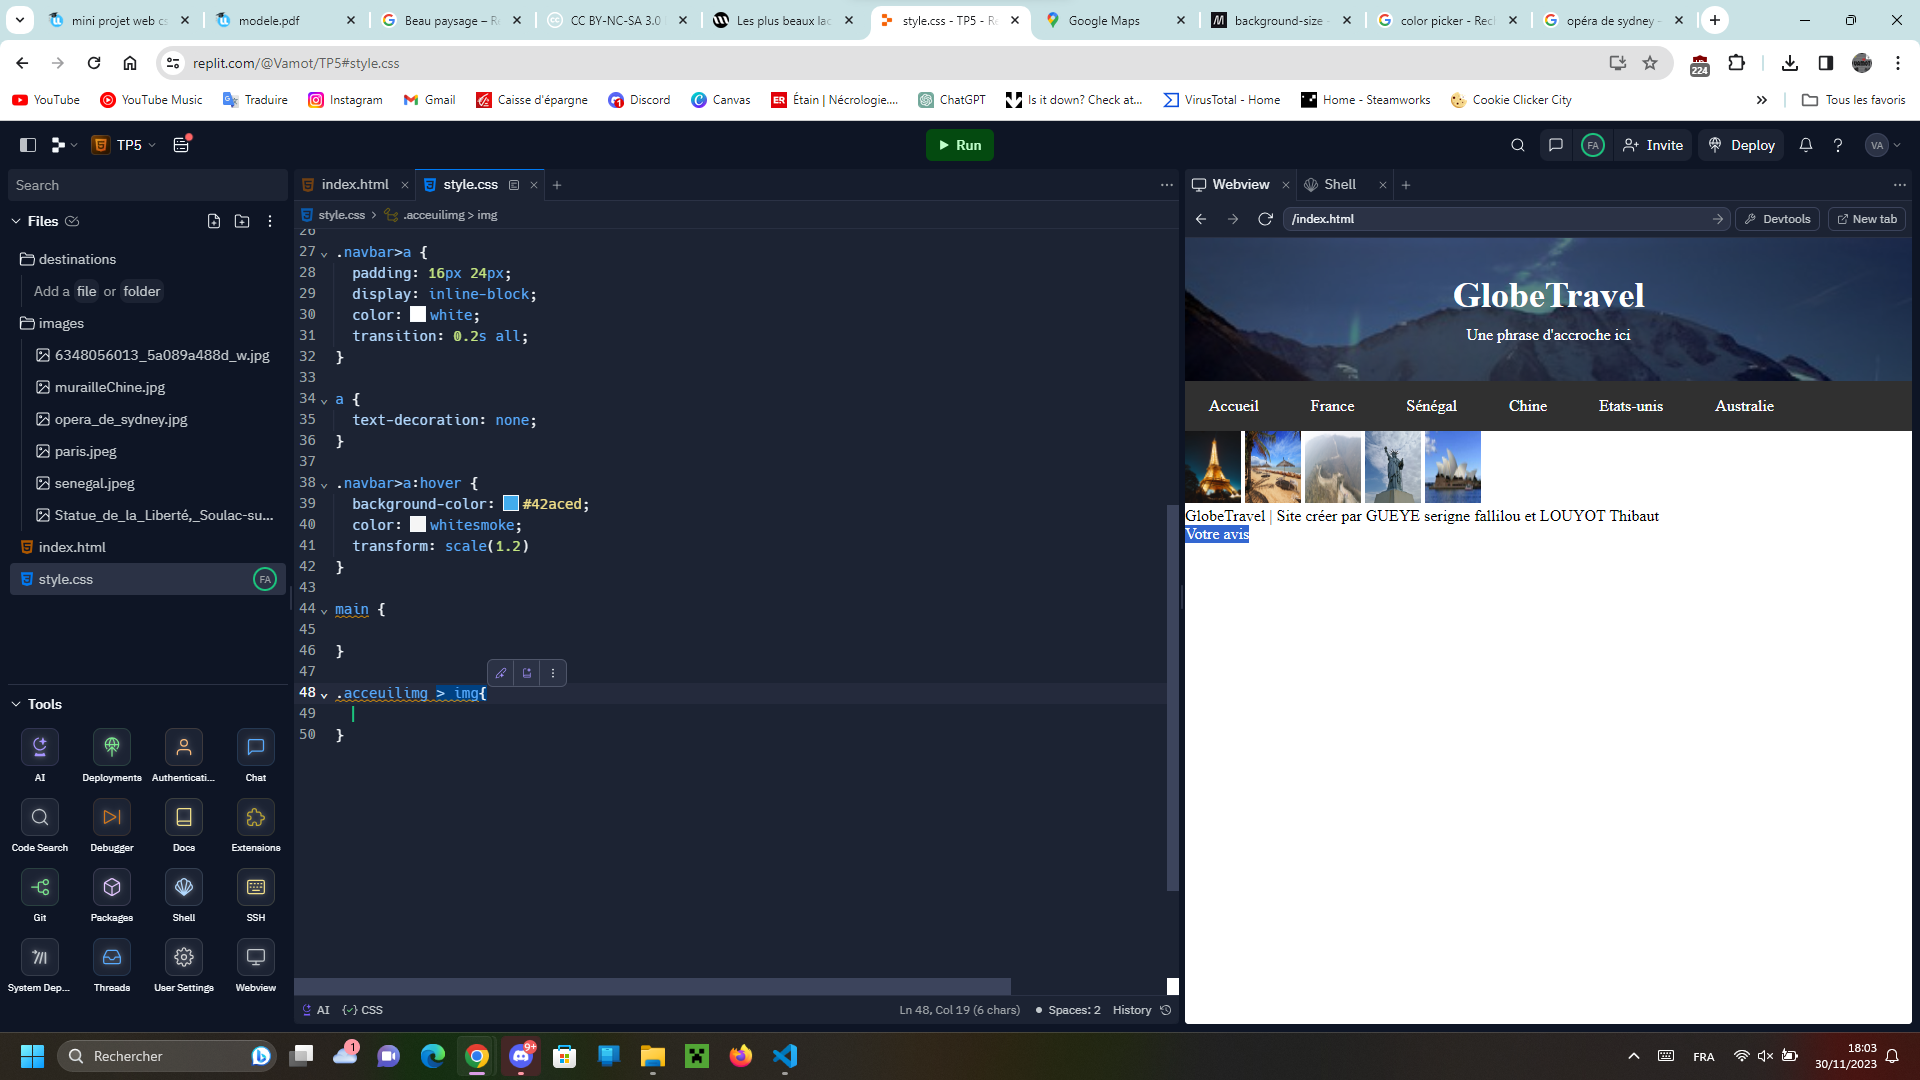 mini projet web cs
modele.pdf
Beau paysage – Re
CC BY-NC-SA 3.0
Les plus beaux lac
style.css - TP5 - Re
Google Maps
background-size -
color picker - Rech
opéra de sydney -
replit.com/@Vamot/TP5#style.css
224
YouTube
YouTube Music
Traduire
Instagram
Gmail
Caisse d'épargne
Discord
Canvas
Étain | Nécrologie....
ChatGPT
Is it down? Check at...
VirusTotal - Home
Home - Steamworks
Cookie Clicker City
Tous les favoris
TP5
Run
FA
Invite
Deploy
VA
Search
Files
destinations
Add a file or folder
images
6348056013_5a089a488d_w.jpg
murailleChine.jpg
opera_de_sydney.jpg
paris.jpeg
senegal.jpeg
Statue_de_la_Liberté,_Soulac-su...
index.html
style.css
FA
Tools
AI
Deployments
Authenticati...
Chat
Code Search
Debugger
Docs
Extensions
Git
Packages
Shell
SSH
System Dep...
Threads
User Settings
Webview
index.html
style.css
style.css > .acceuilimg > img
26
27 .navbar>a {
28 padding: 16px 24px;
29 display: inline-block;
30 color: white;
31 transition: 0.2s all;
32 }
33
34 a {
35 text-decoration: none;
36 }
37
38 .navbar>a:hover {
39 background-color: #42aced;
40 color: whitesmoke;
41 transform: scale(1.2)
42 }
43
44 main {
45
46 }
47
48 .acceuilimg > img{
49
50 }
AI
CSS
Ln 48, Col 19 (6 chars)
Spaces: 2
History
Webview
Shell
/index.html
Devtools
New tab
GlobeTravel
Une phrase d'accroche ici
Accueil
France
Sénégal
Chine
Etats-unis
Australie
GlobeTravel | Site créer par GUEYE serigne fallilou et LOUYOT Thibaut
Votre avis
Rechercher
1
9+
FRA
18:03
30/11/2023